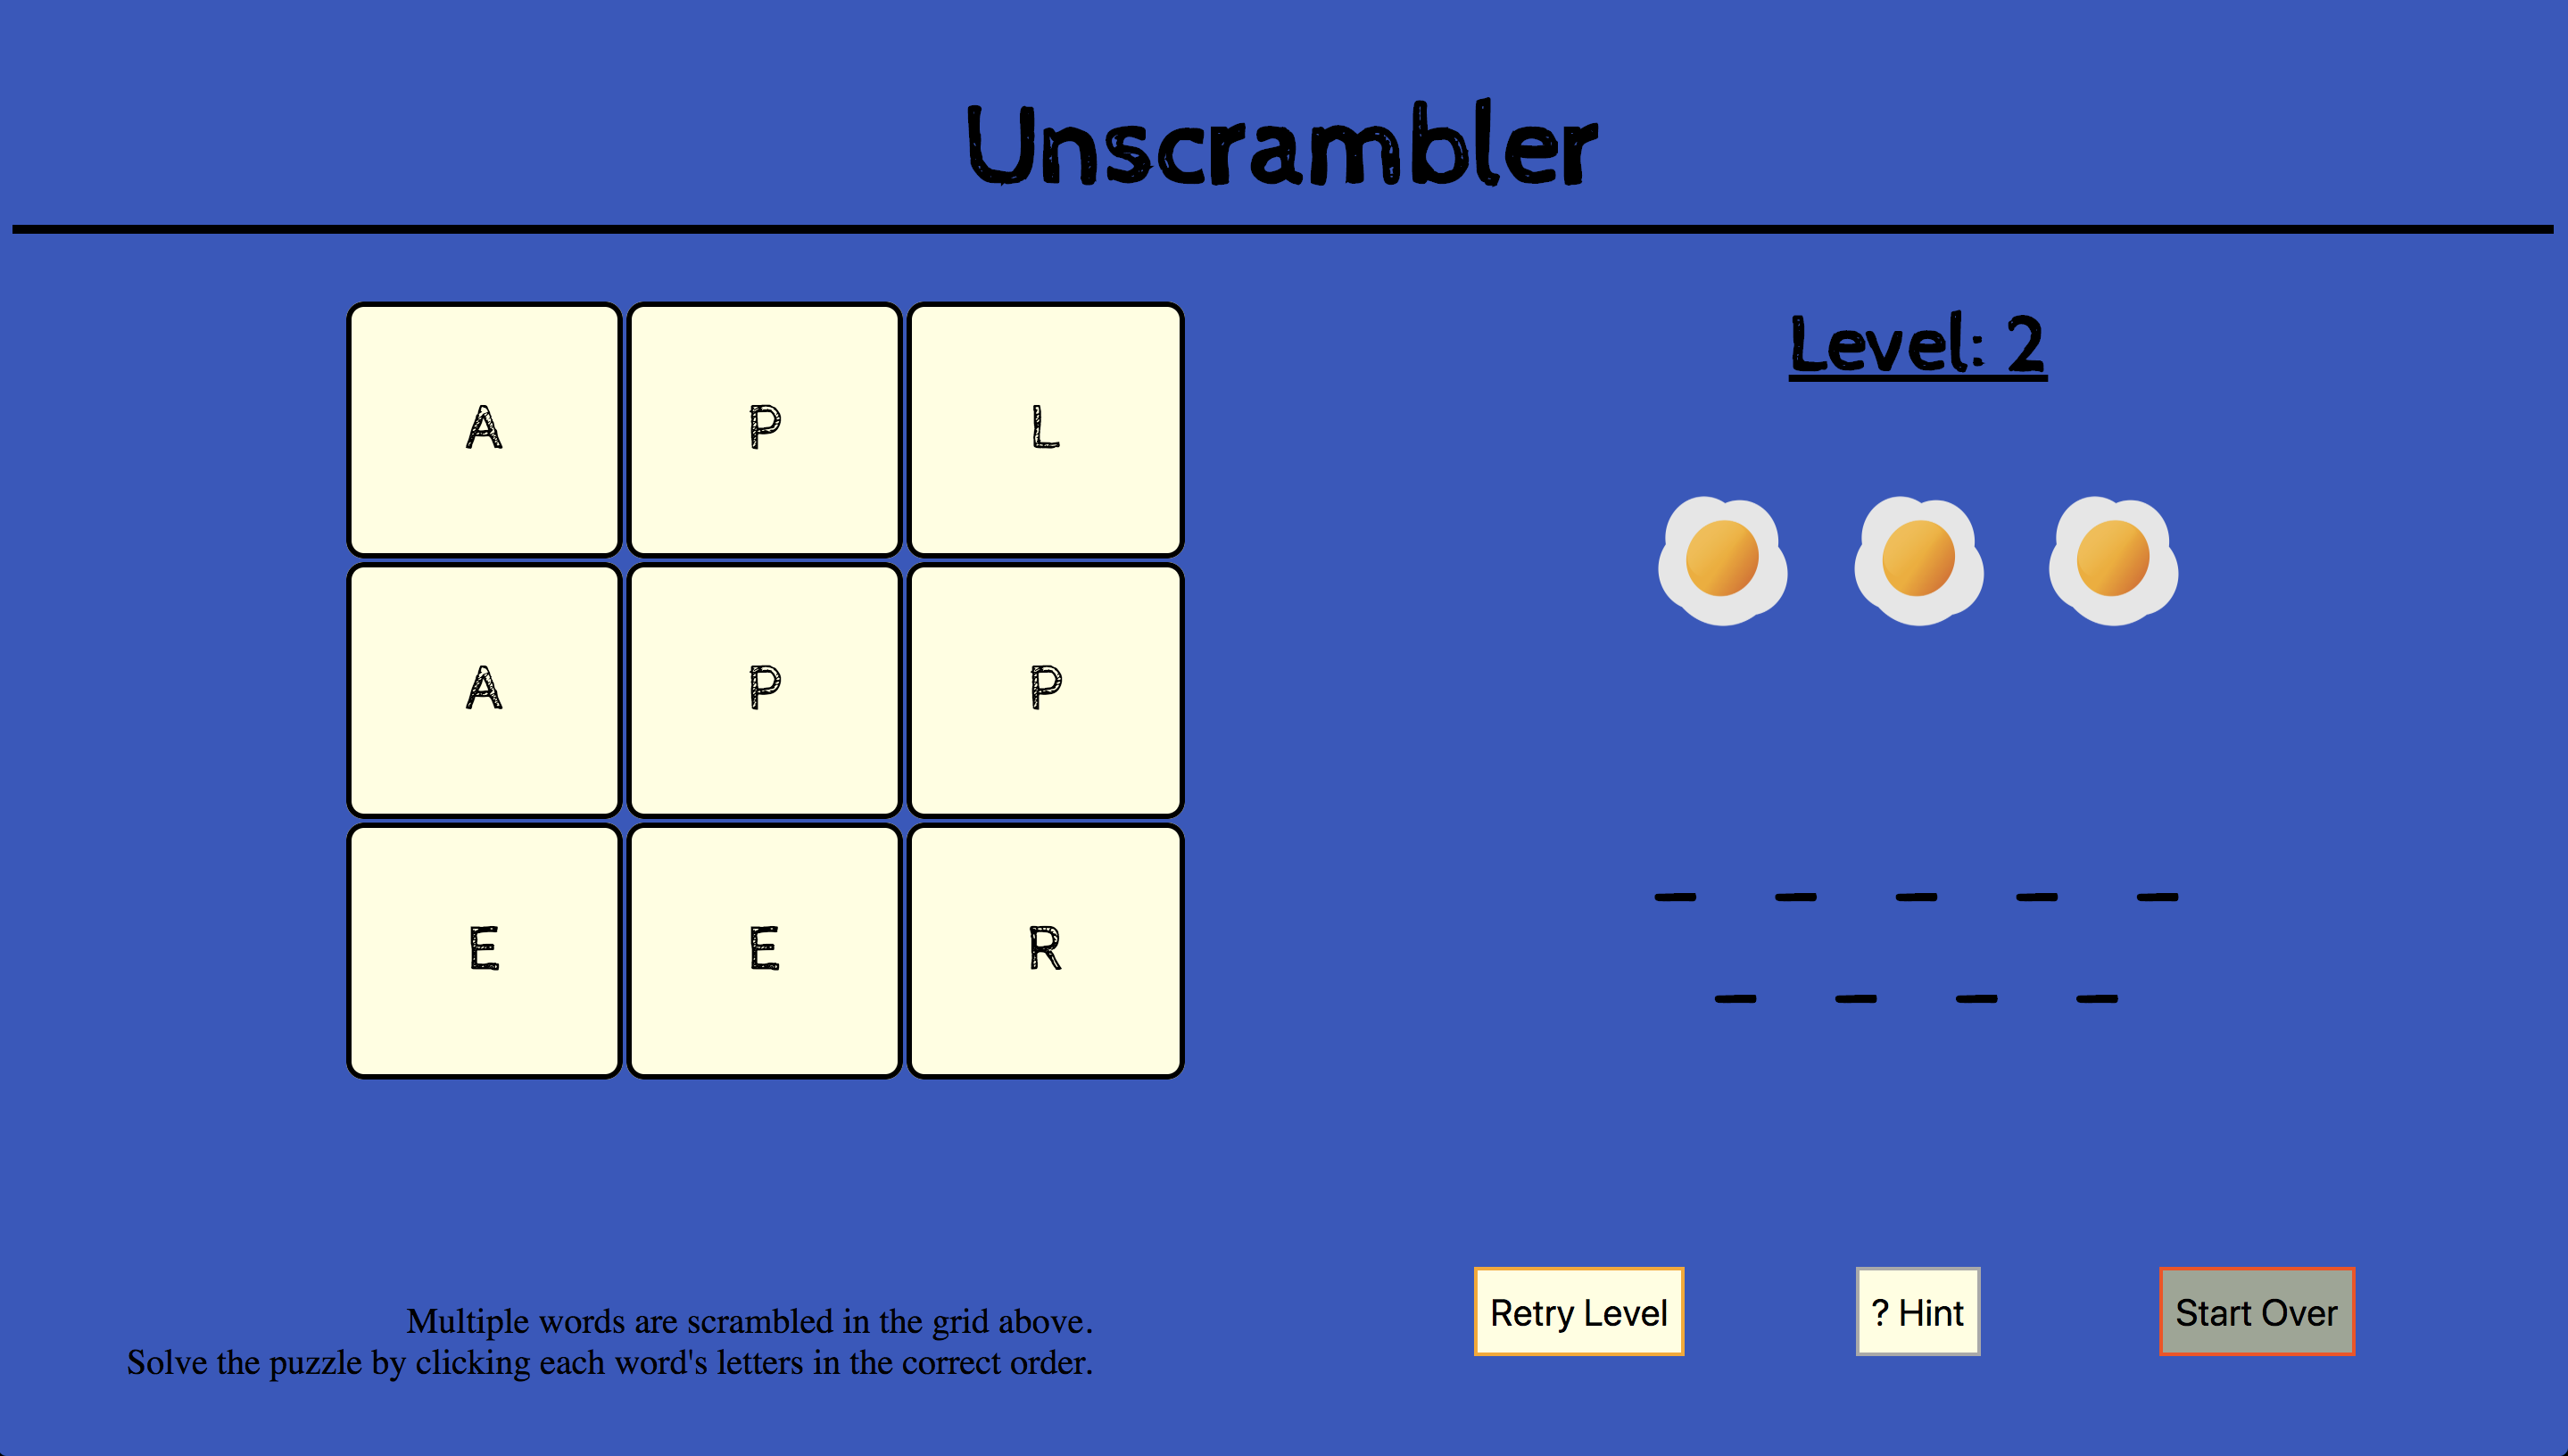 Unscrambler
A P L
A P P
E E R
Level: 2
_ _ _ _ _
_ _ _ _
Multiple words are scrambled in the grid above.
Solve the puzzle by clicking each word's letters in the correct order.
Retry Level
? Hint
Start Over